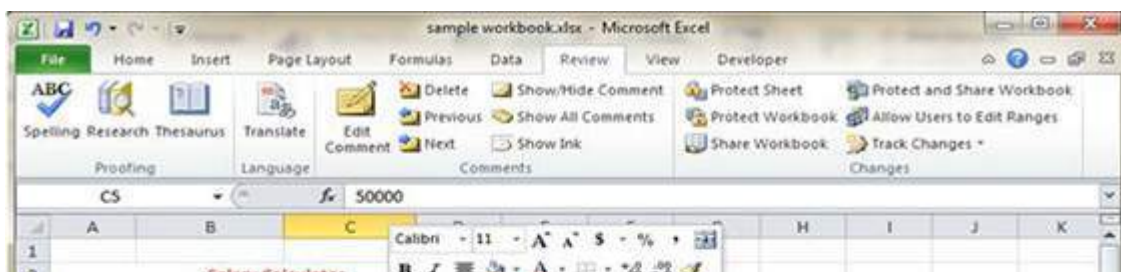 sample workbook.xlsx - Microsoft Excel
File Home Insert Page Layout Formulas Data Review View Developer
ABC Delete Show/Hide Comment Protect Sheet Protect and Share Workbook
Previous Show All Comments Protect Workbook Allow Users to Edit Ranges
Spelling Research Thesaurus Translate Edit Comment Next Show Ink Share Workbook Track Changes
Proofing Language Comments Changes
C5 fx 50000
A B C H I J K
Calibri 11 A A $ % ,
1
B I A